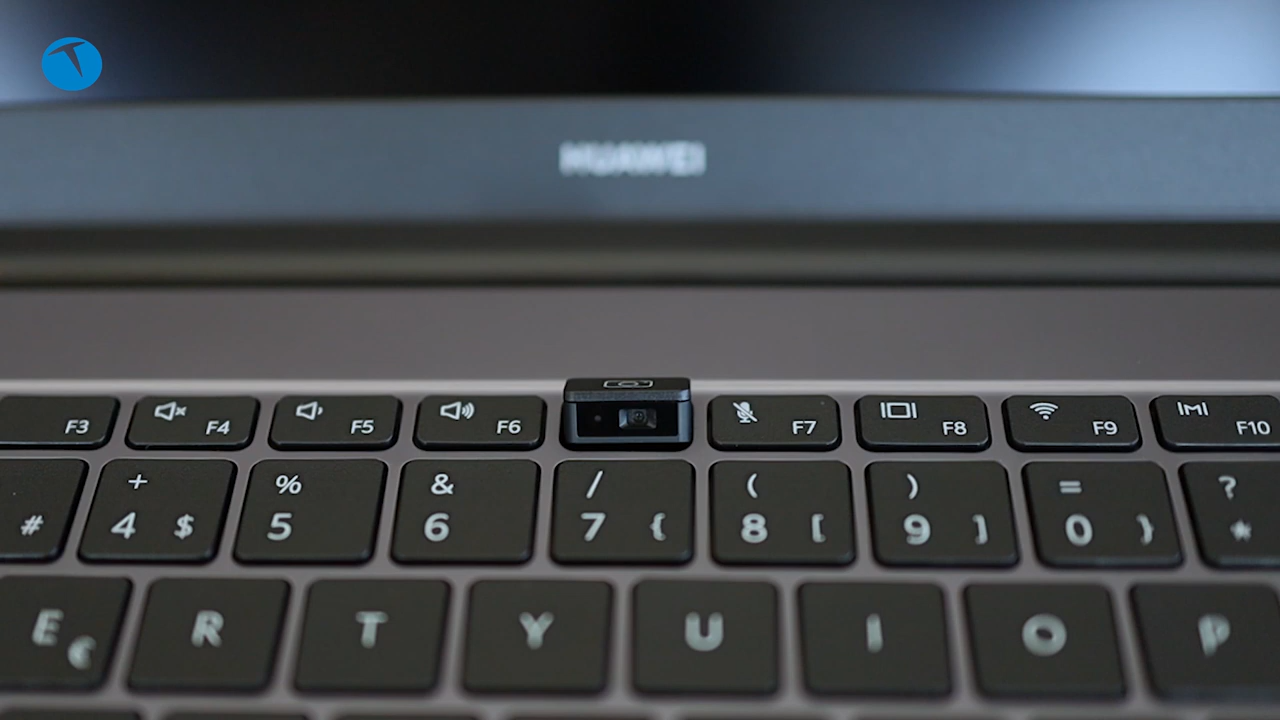 HUAWEI
F3 F4 F5 F6 F7 F8 F9 F10
+ % & / ( ) = ?
# 4 $ 5 6 7 { 8 [ 9 ] 0 } *
E € R T Y U I O P